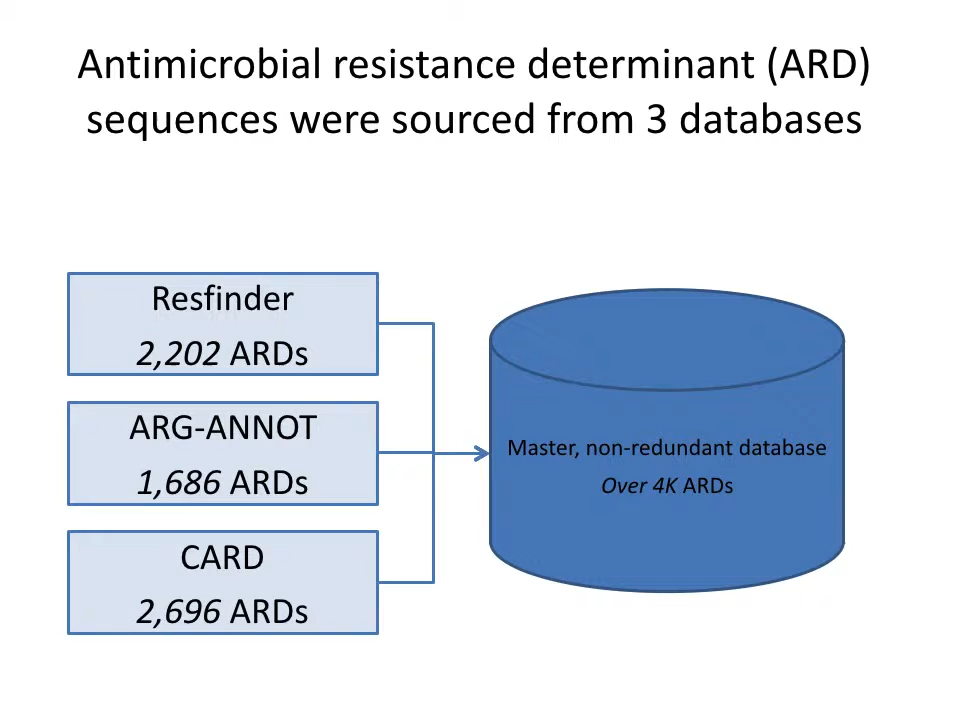 Antimicrobial resistance determinant (ARD)
sequences were sourced from 3 databases
Resfinder
2,202 ARDs
ARG-ANNOT
1,686 ARDs
CARD
2,696 ARDs
Master, non-redundant database
Over 4K ARDs